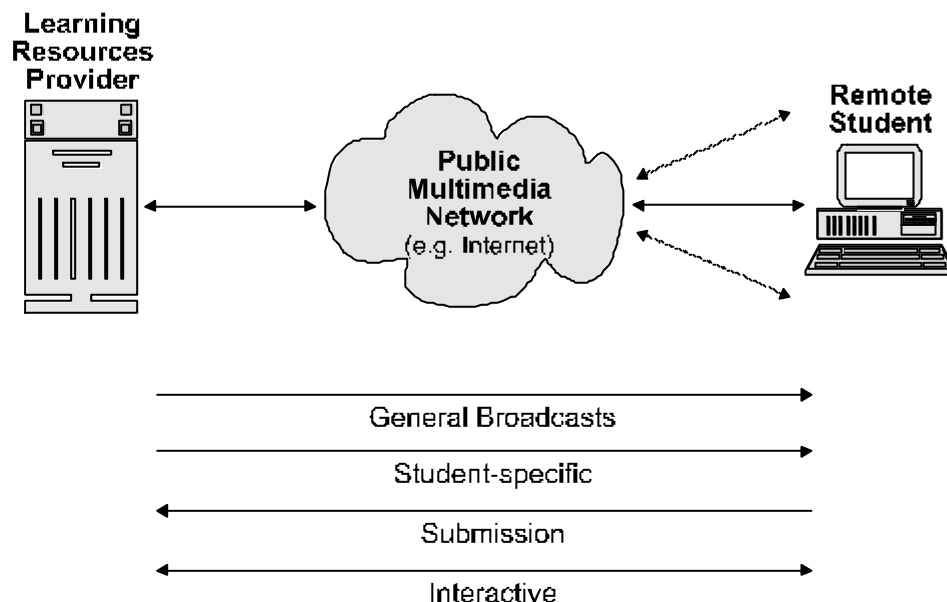 Learning
Resources
Provider
Public
Multimedia
Network
(e.g. Internet)
Remote
Student
General Broadcasts
Student-specific
Submission
Interactive